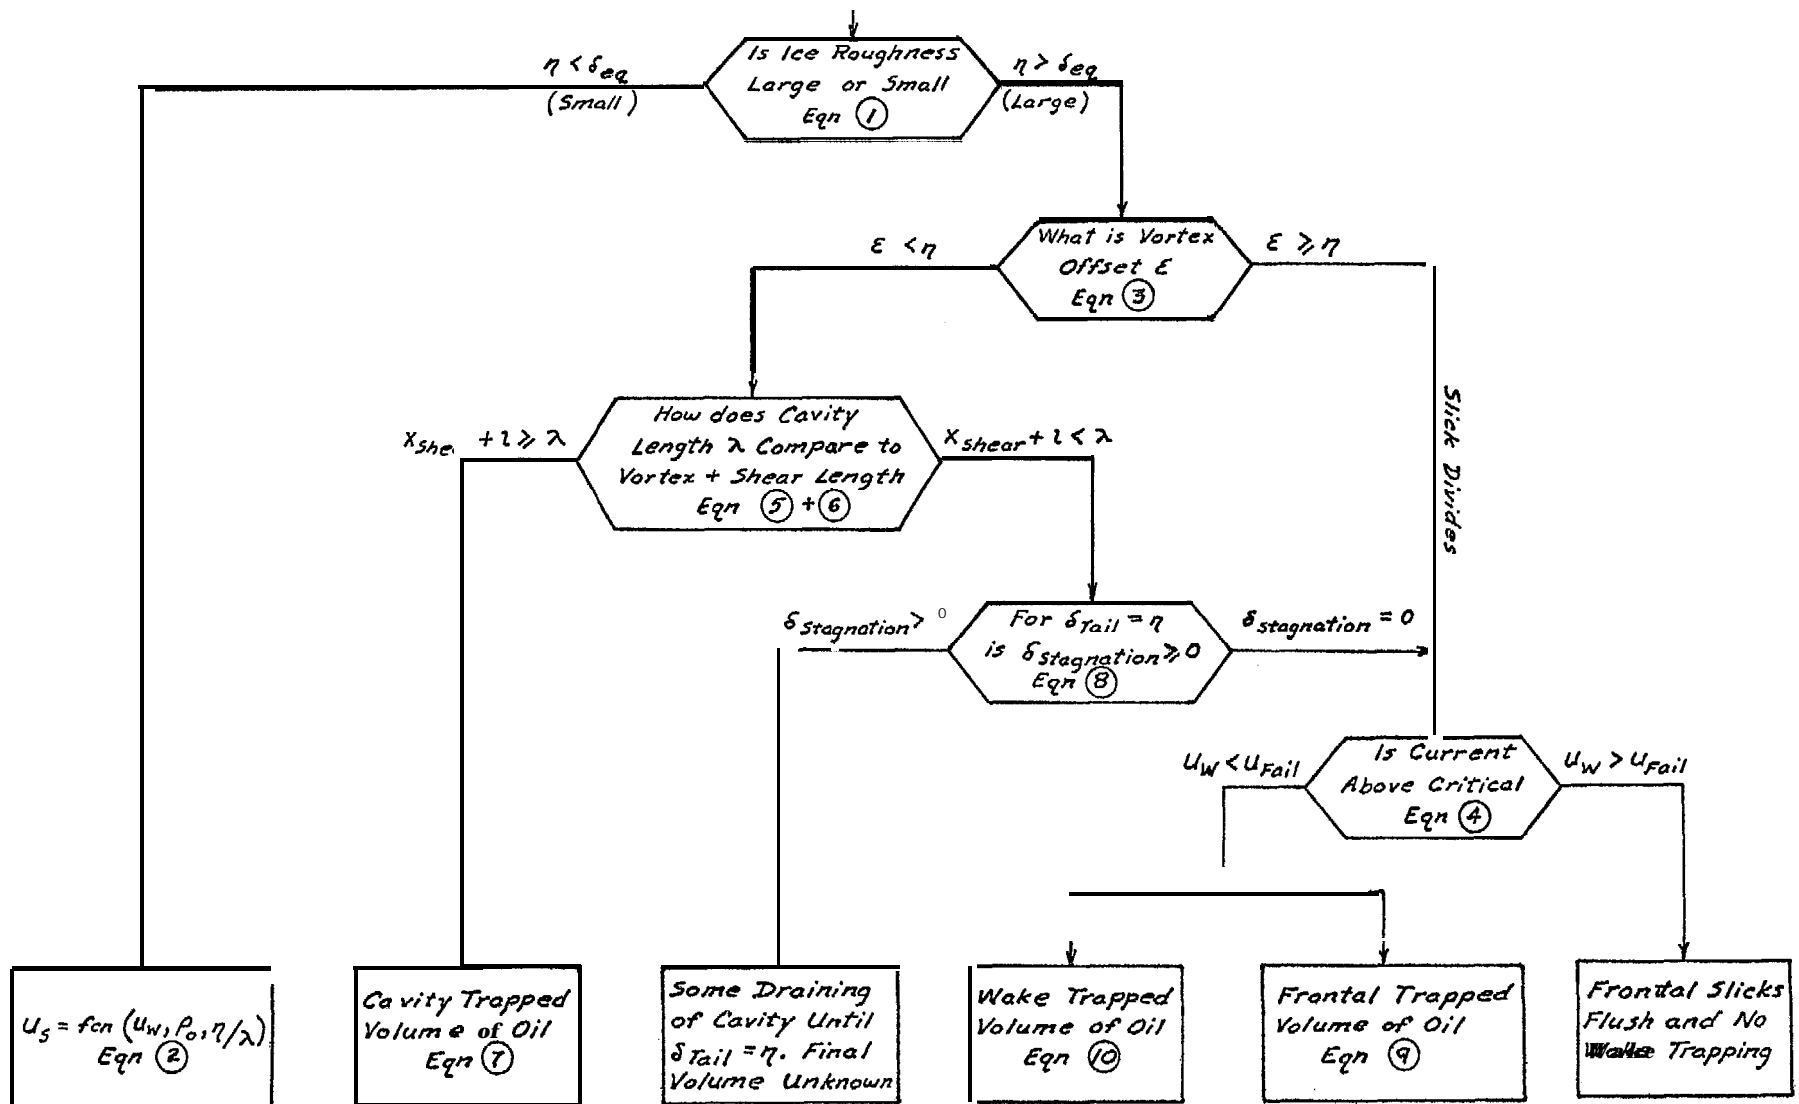 Is Ice Roughness
Large or Small
Eqn 1
η < δeq
(Small)
η > δeq
(Large)
What is Vortex
Offset ε
Eqn 3
ε < η
ε ⩾ η
How does Cavity
Length λ Compare to
Vortex + Shear Length
Eqn 5 + 6
XShe + l ⩾ λ
XShear + l < λ
Slick Divides
For δTail = η
is δStagnation ⩾ 0
Eqn 8
δStagnation > 0
δStagnation = 0
Is Current
Above Critical
Eqn 4
UW < UFail
UW > UFail
US = fcn (UW, ρo, η/λ)
Eqn 2
Cavity Trapped
Volume of Oil
Eqn 7
Some Draining
of Cavity Until
δTail = η. Final
Volume Unknown
Wake Trapped
Volume of Oil
Eqn 10
Frontal Trapped
Volume of Oil
Eqn 9
Frontal Slicks
Flush and No
Wake Trapping